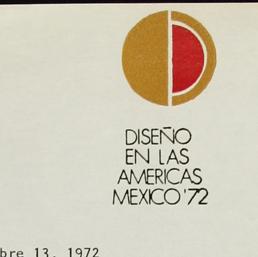 DISEÑO
EN LAS
AMERICAS
MEXICO '72
bre 13, 1972